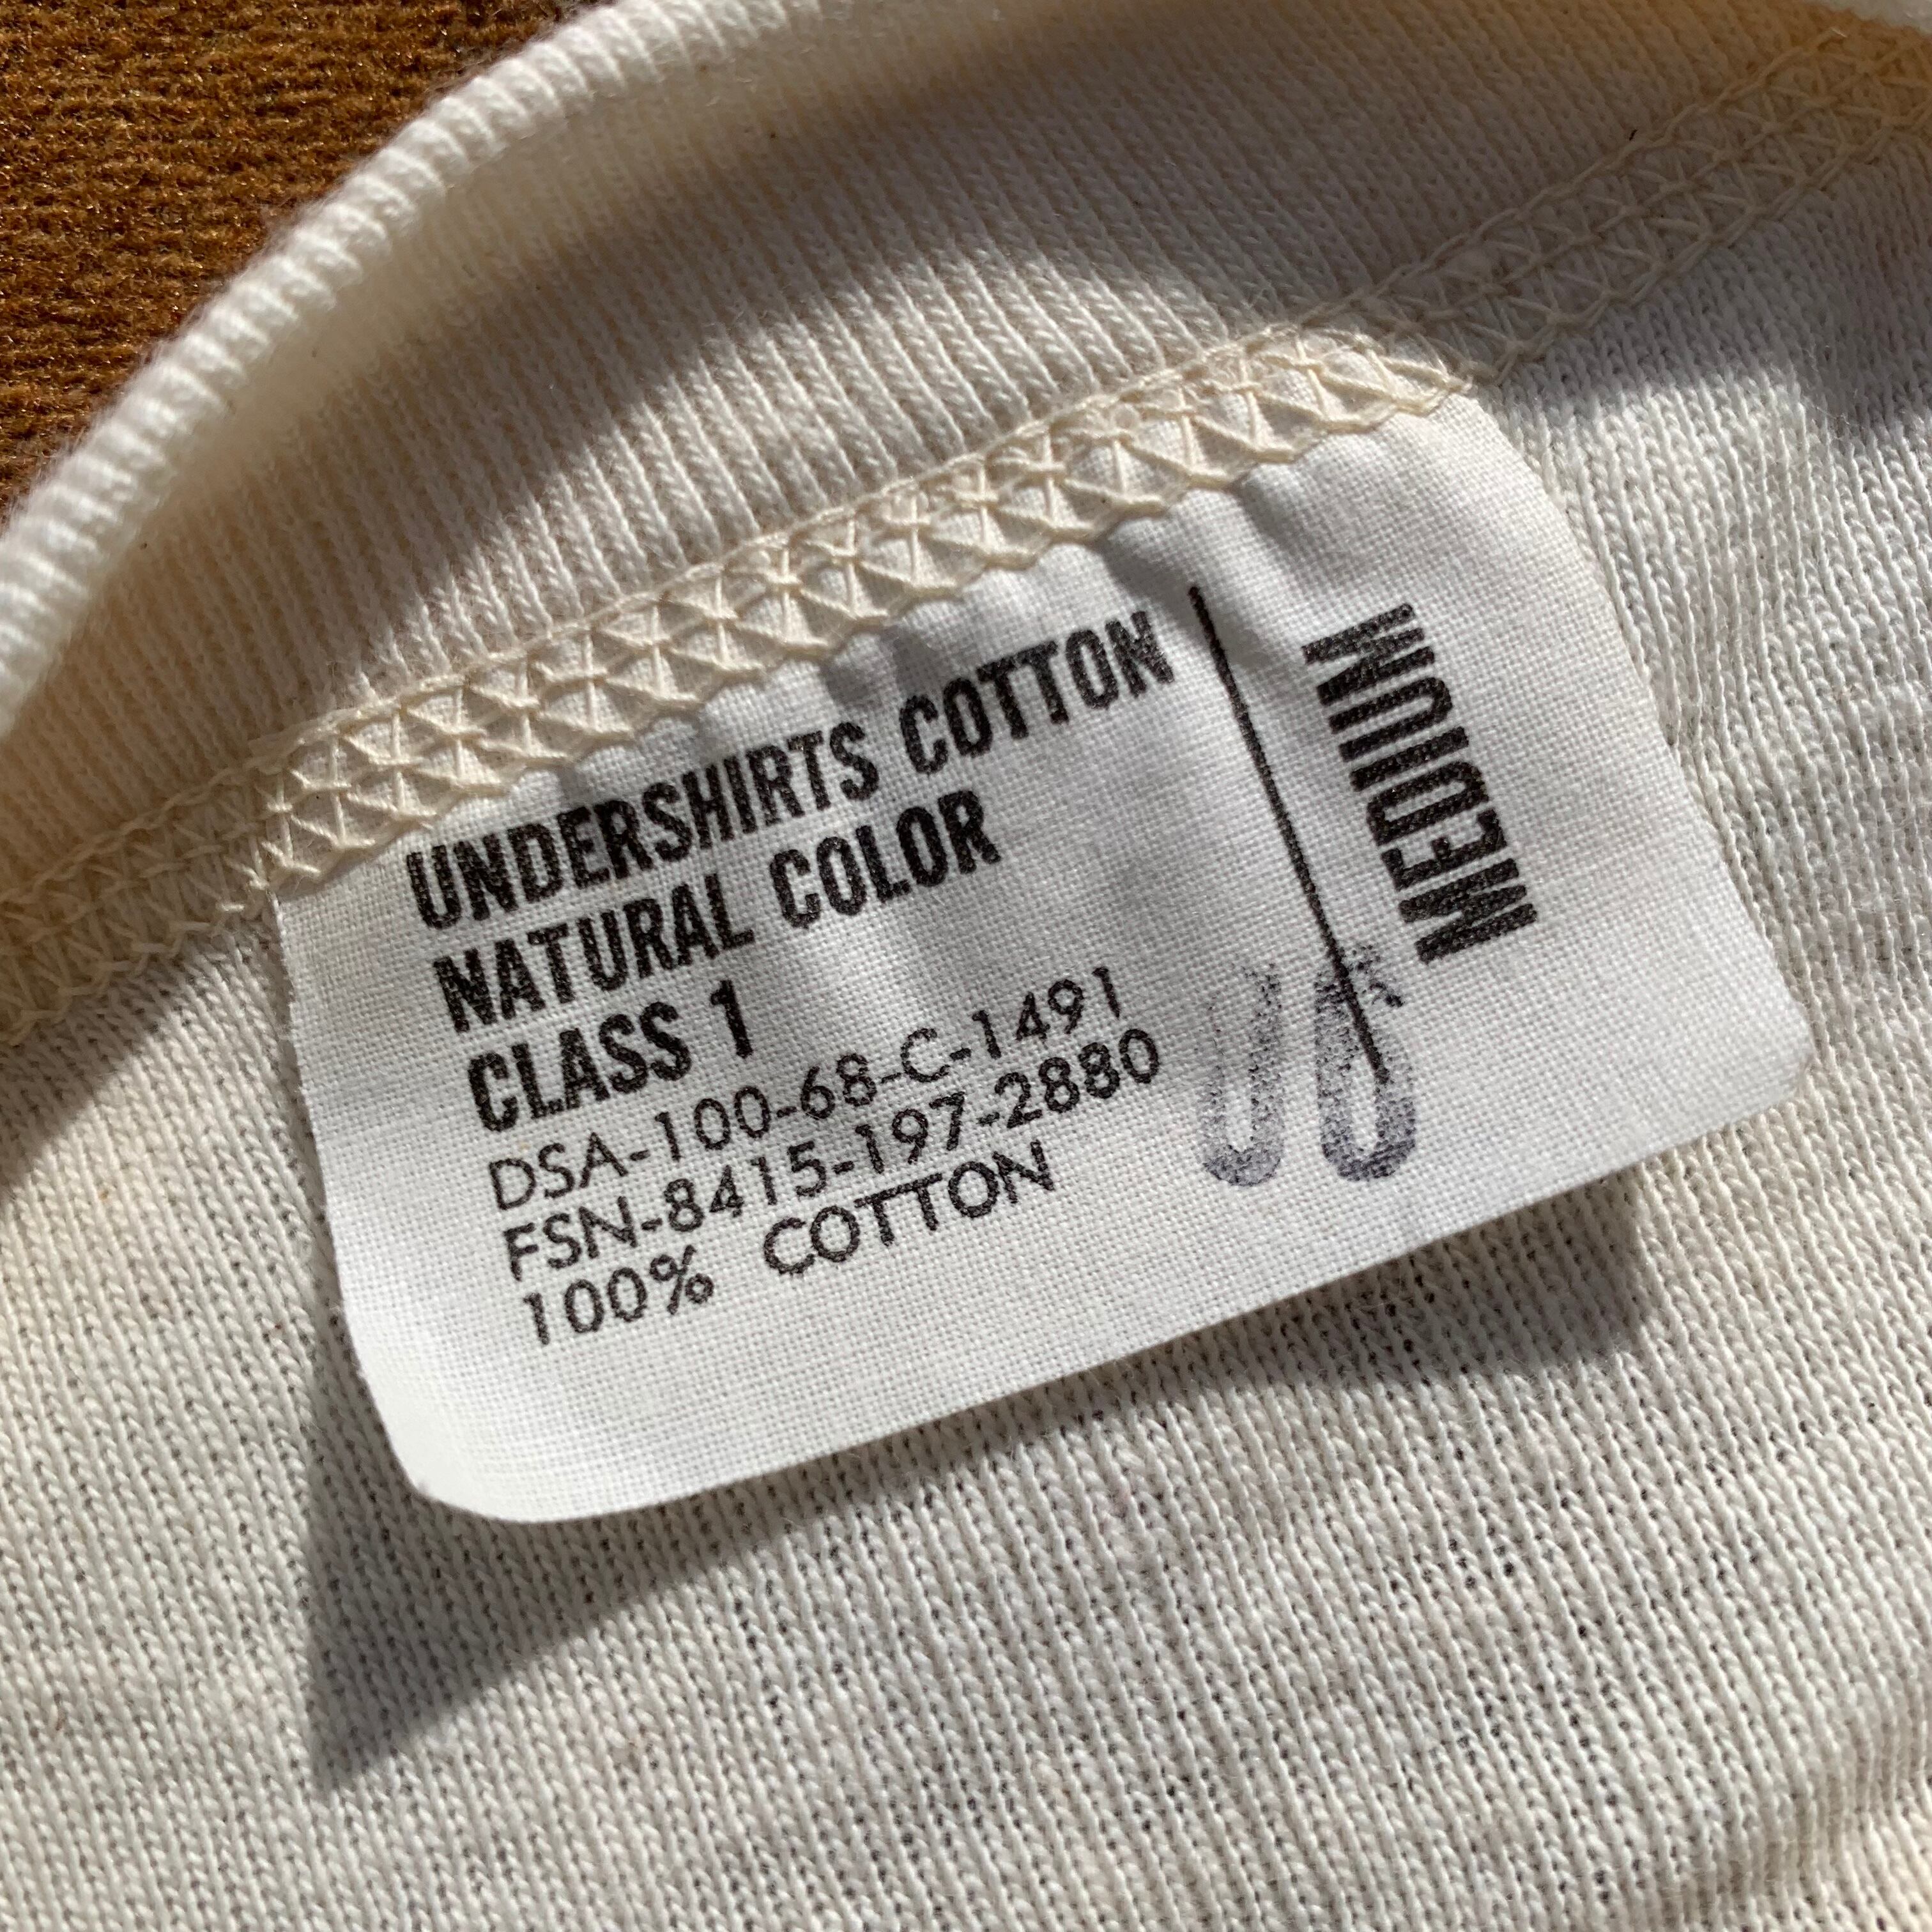 UNDERSHIRTS COTTON
NATURAL COLOR
CLASS 1
DSA-100-68-C-1491
FSN-8415-197-2880
100% COTTON
MEDIUM